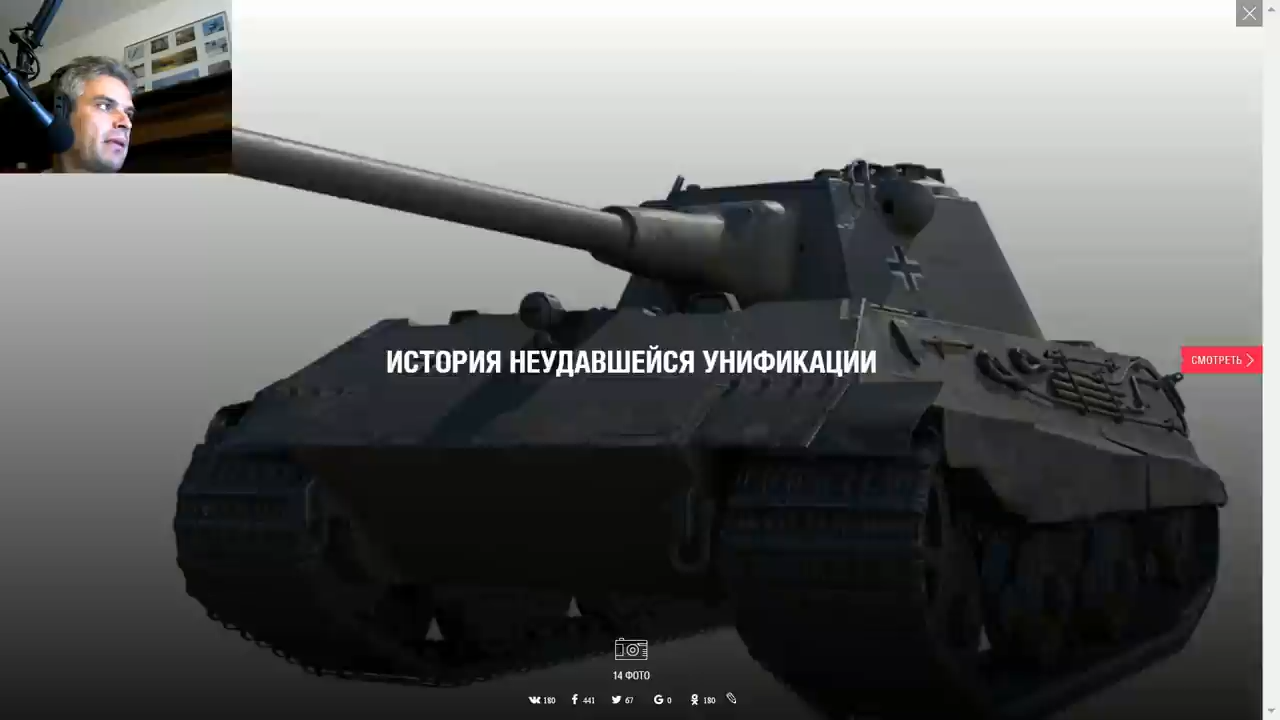 ИСТОРИЯ НЕУДАВШЕЙСЯ УНИФИКАЦИИ
СМОТРЕТЬ
14 ФОТО
180 441 67 0 180